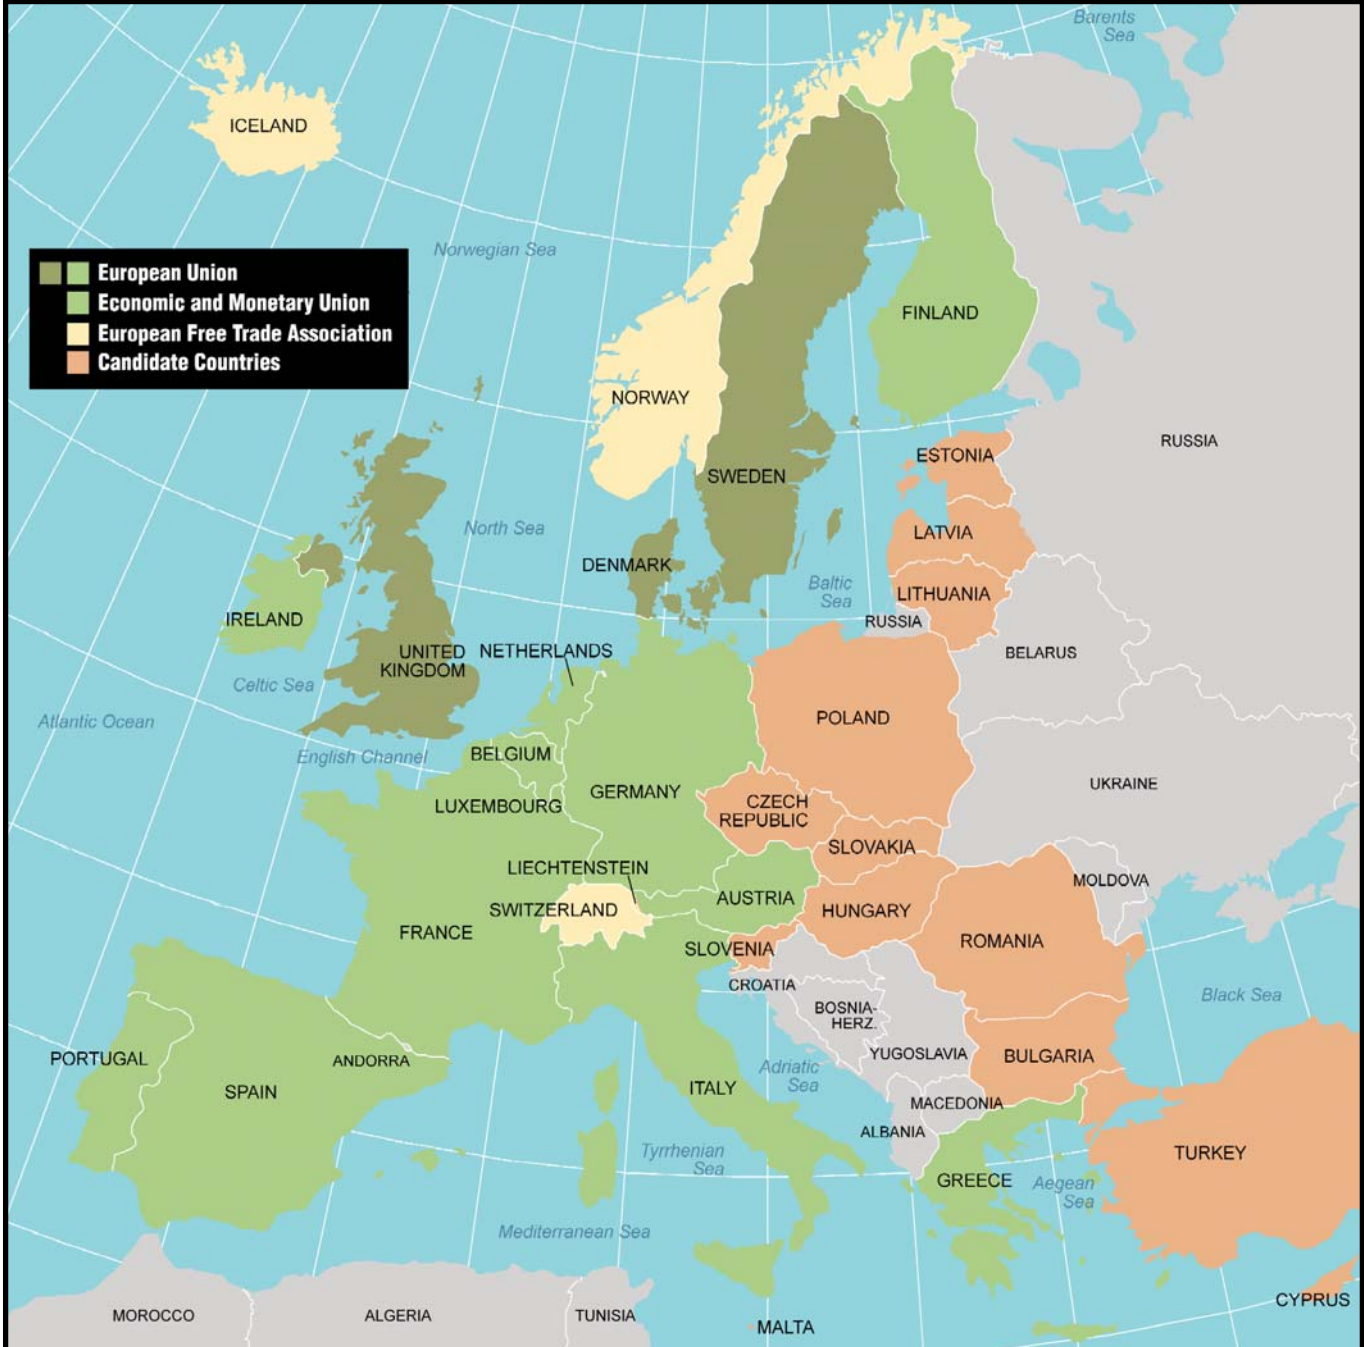 Barents
Sea
ICELAND
Norwegian Sea
European Union
Economic and Monetary Union
European Free Trade Association
Candidate Countries
FINLAND
NORWAY
RUSSIA
ESTONIA
SWEDEN
North Sea
LATVIA
DENMARK
Baltic
Sea
LITHUANIA
IRELAND
RUSSIA
UNITED
KINGDOM
NETHERLANDS
BELARUS
Celtic Sea
Atlantic Ocean
POLAND
English Channel
BELGIUM
UKRAINE
GERMANY
LUXEMBOURG
CZECH
REPUBLIC
SLOVAKIA
LIECHTENSTEIN
MOLDOVA
AUSTRIA
SWITZERLAND
HUNGARY
FRANCE
ROMANIA
SLOVENIA
CROATIA
Black Sea
BOSNIA-
HERZ.
YUGOSLAVIA
BULGARIA
PORTUGAL
ANDORRA
Adriatic
Sea
SPAIN
ITALY
MACEDONIA
ALBANIA
Tyrrhenian
Sea
TURKEY
GREECE
Aegean
Sea
Mediterranean Sea
CYPRUS
MOROCCO
ALGERIA
TUNISIA
MALTA